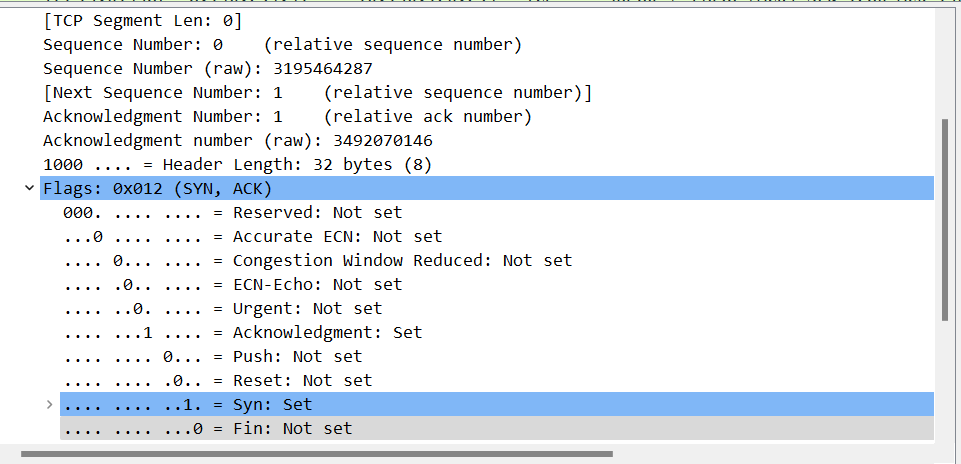 [TCP Segment Len: 0]
Sequence Number: 0    (relative sequence number)
Sequence Number (raw): 3195464287
[Next Sequence Number: 1    (relative sequence number)]
Acknowledgment Number: 1    (relative ack number)
Acknowledgment number (raw): 3492070146
1000 .... = Header Length: 32 bytes (8)
Flags: 0x012 (SYN, ACK)
000. .... .... = Reserved: Not set
...0 .... .... = Accurate ECN: Not set
.... 0... .... = Congestion Window Reduced: Not set
.... .0.. .... = ECN-Echo: Not set
.... ..0. .... = Urgent: Not set
.... ...1 .... = Acknowledgment: Set
.... .... 0... = Push: Not set
.... .... .0.. = Reset: Not set
.... .... ..1. = Syn: Set
.... .... ...0 = Fin: Not set